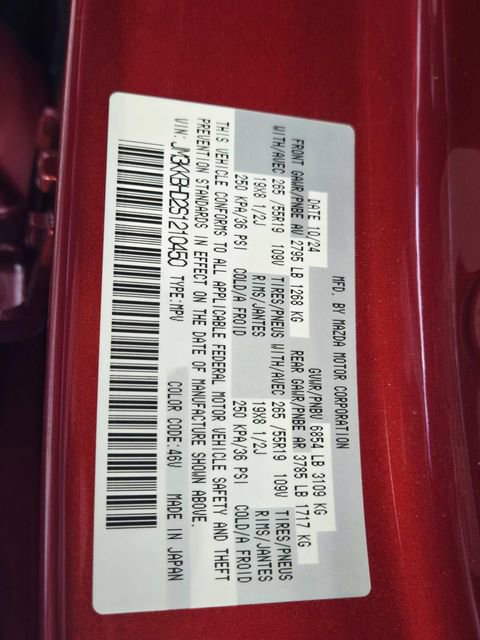 MFD. BY MAZDA MOTOR CORPORATION
DATE 10/24 GVWR/PNBV 6854 LB 3109 KG
FRONT GAWR/PNBE AV 2795 LB 1268 KG REAR GAWR/PNBE AR 3785 LB 1717 KG
WITH/AVEC 265 /55R19 109V TIRES/PNEUS WITH/AVEC 265 /55R19 109V TIRES/PNEUS
19X8 1/2J RIMS/JANTES 19X8 1/2J RIMS/JANTES
250 KPA/36 PSI COLD/A FROID 250 KPA/36 PSI COLD/A FROID
THIS VEHICLE CONFORMS TO ALL APPLICABLE FEDERAL MOTOR VEHICLE SAFETY AND THEFT
PREVENTION STANDARDS IN EFFECT ON THE DATE OF MANUFACTURE SHOWN ABOVE.
VIN: JM3KKBHD2S1210450 TYPE:MPV COLOR CODE:46V MADE IN JAPAN